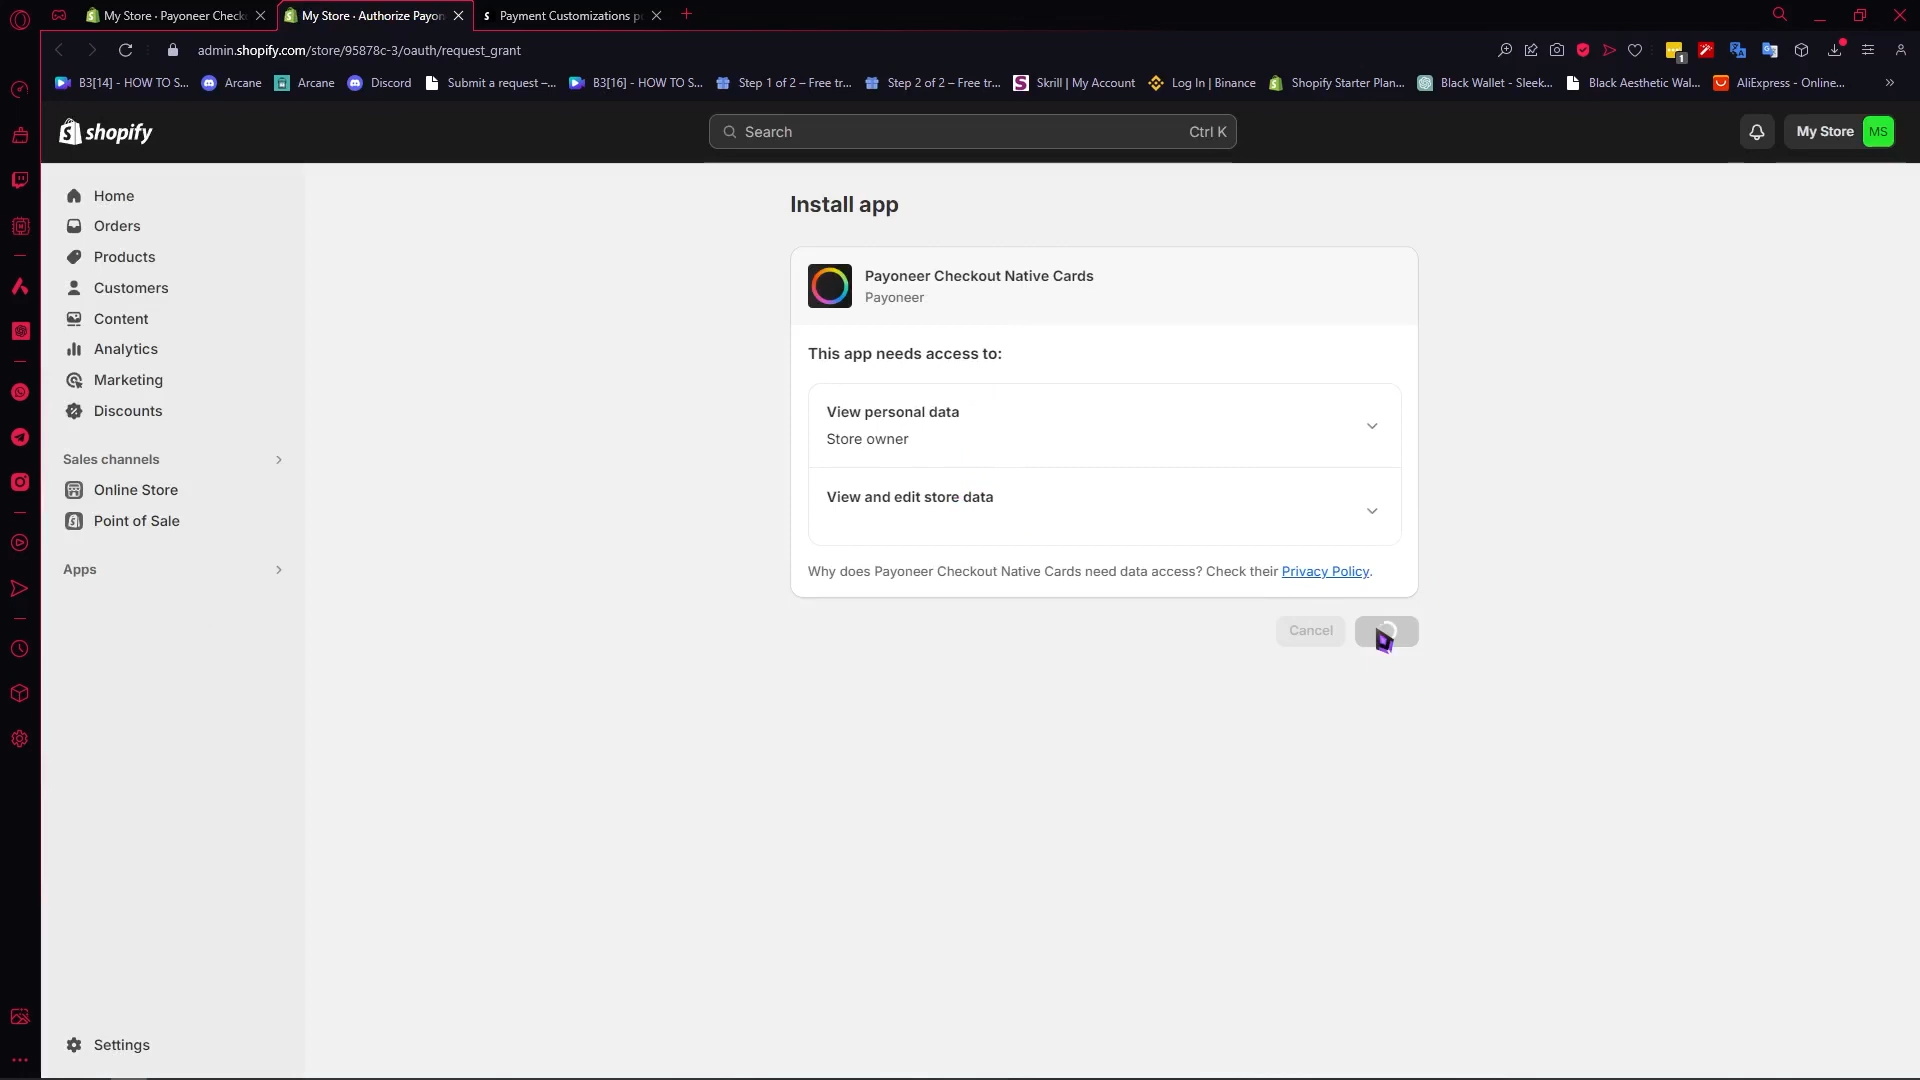 My Store · Payoneer Check
My Store · Authorize Payon
Payment Customizations p
admin.shopify.com/store/95878c-3/oauth/request_grant
1
B3[14] - HOW TO S...
Arcane
Arcane
Discord
Submit a request –...
B3[16] - HOW TO S...
Step 1 of 2 – Free tr...
Step 2 of 2 – Free tr...
Skrill | My Account
Log In | Binance
Shopify Starter Plan...
Black Wallet - Sleek...
Black Aesthetic Wal...
AliExpress - Online...
shopify
Search
Ctrl K
My Store
MS
Home
Orders
Products
Customers
Content
Analytics
Marketing
Discounts
Sales channels
Online Store
Point of Sale
Apps
Settings
Install app
Payoneer Checkout Native Cards
Payoneer
This app needs access to:
View personal data
Store owner
View and edit store data
Why does Payoneer Checkout Native Cards need data access? Check their Privacy Policy.
Cancel